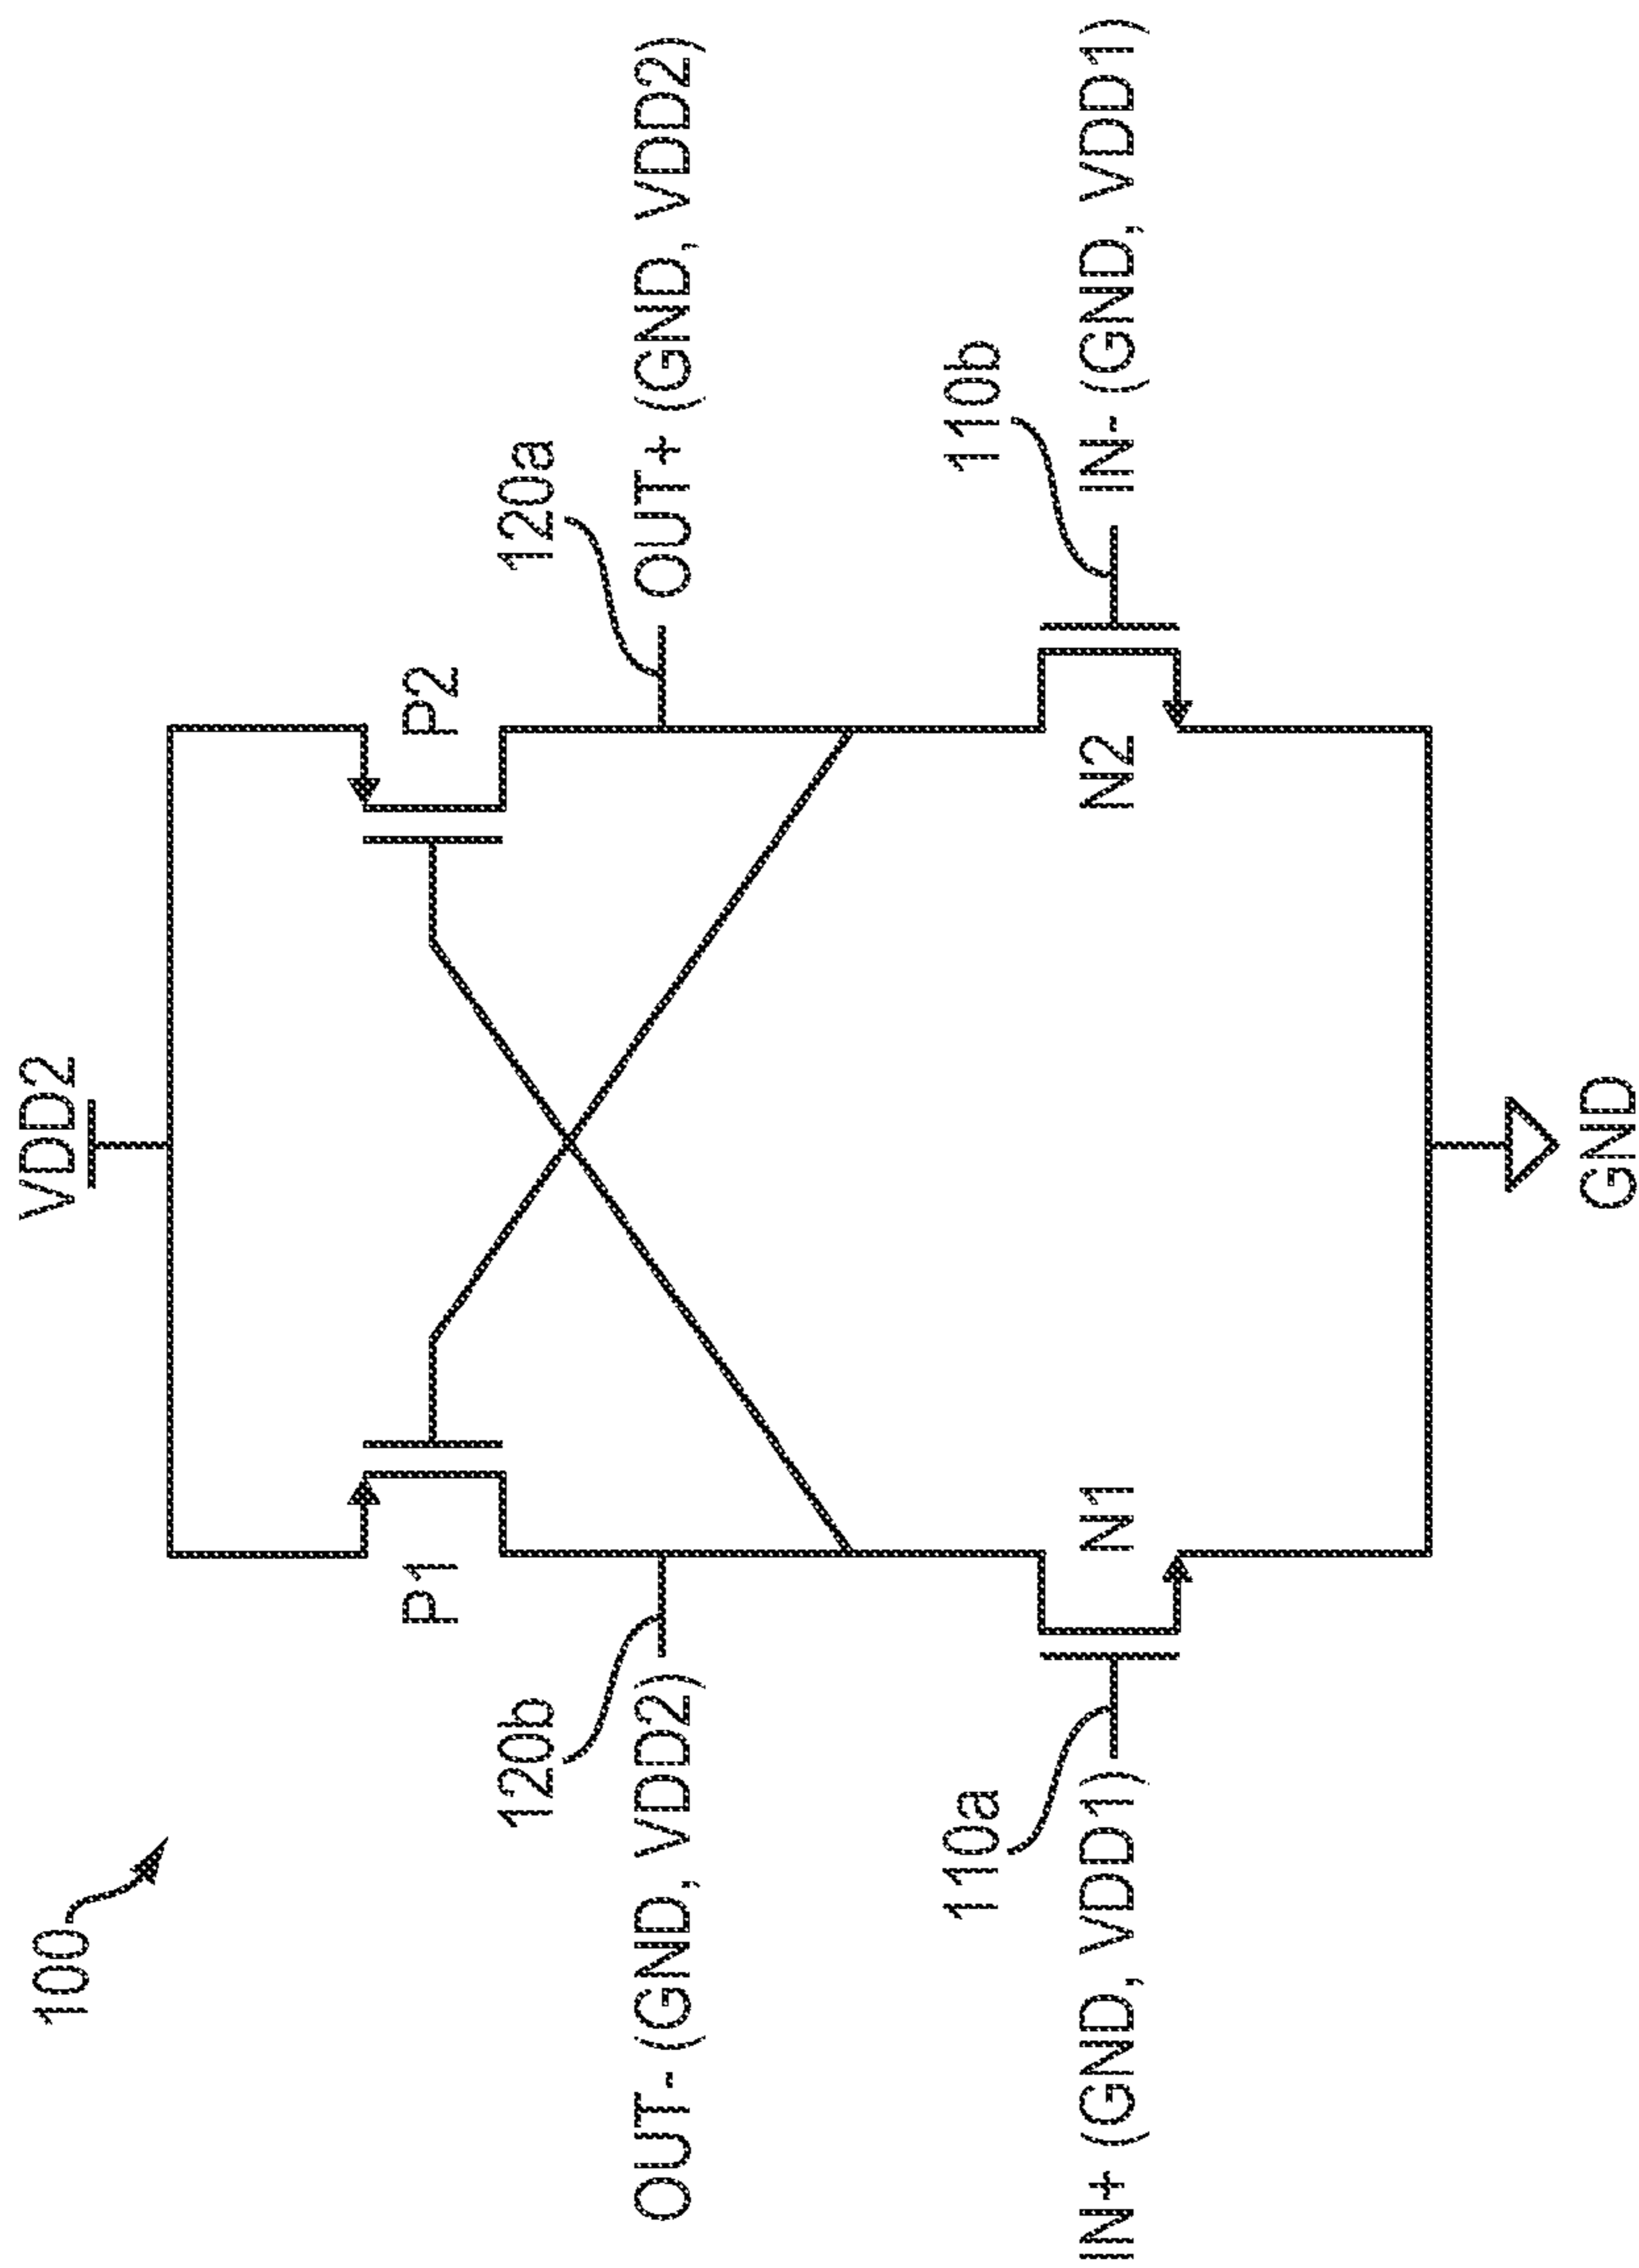 100
VDD2
P1
P2
120b
120a
OUT- (GND, VDD2)
OUT+ (GND, VDD2)
110a
110b
IN+ (GND, VDD1)
N1
N2
IN- (GND, VDD1)
GND